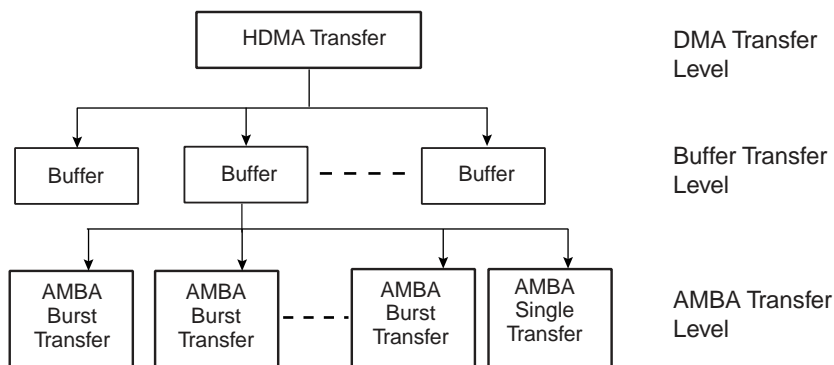 HDMA Transfer
DMA Transfer
Level
Buffer
Buffer
Buffer
Buffer Transfer
Level
AMBA
Burst
Transfer
AMBA
Burst
Transfer
AMBA
Burst
Transfer
AMBA
Single
Transfer
AMBA Transfer
Level